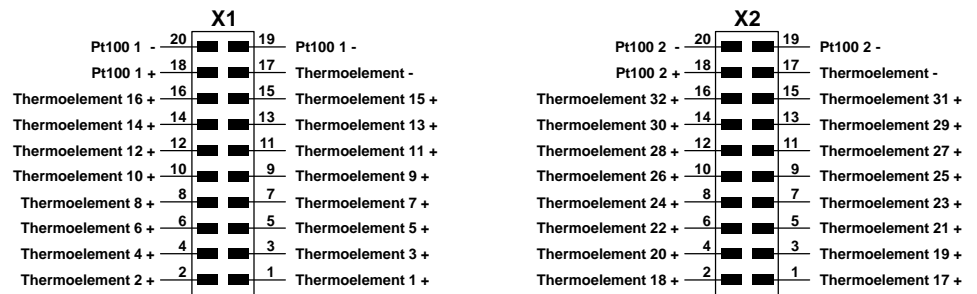 X1 X2
Pt100 1 - 20 19 Pt100 1 - Pt100 2 - 20 19 Pt100 2 -
Pt100 1 + 18 17 Thermoelement - Pt100 2 + 18 17 Thermoelement -
Thermoelement 16 + 16 15 Thermoelement 15 + Thermoelement 32 + 16 15 Thermoelement 31 +
Thermoelement 14 + 14 13 Thermoelement 13 + Thermoelement 30 + 14 13 Thermoelement 29 +
Thermoelement 12 + 12 11 Thermoelement 11 + Thermoelement 28 + 12 11 Thermoelement 27 +
Thermoelement 10 + 10 9 Thermoelement 9 + Thermoelement 26 + 10 9 Thermoelement 25 +
Thermoelement 8 + 8 7 Thermoelement 7 + Thermoelement 24 + 8 7 Thermoelement 23 +
Thermoelement 6 + 6 5 Thermoelement 5 + Thermoelement 22 + 6 5 Thermoelement 21 +
Thermoelement 4 + 4 3 Thermoelement 3 + Thermoelement 20 + 4 3 Thermoelement 19 +
Thermoelement 2 + 2 1 Thermoelement 1 + Thermoelement 18 + 2 1 Thermoelement 17 +